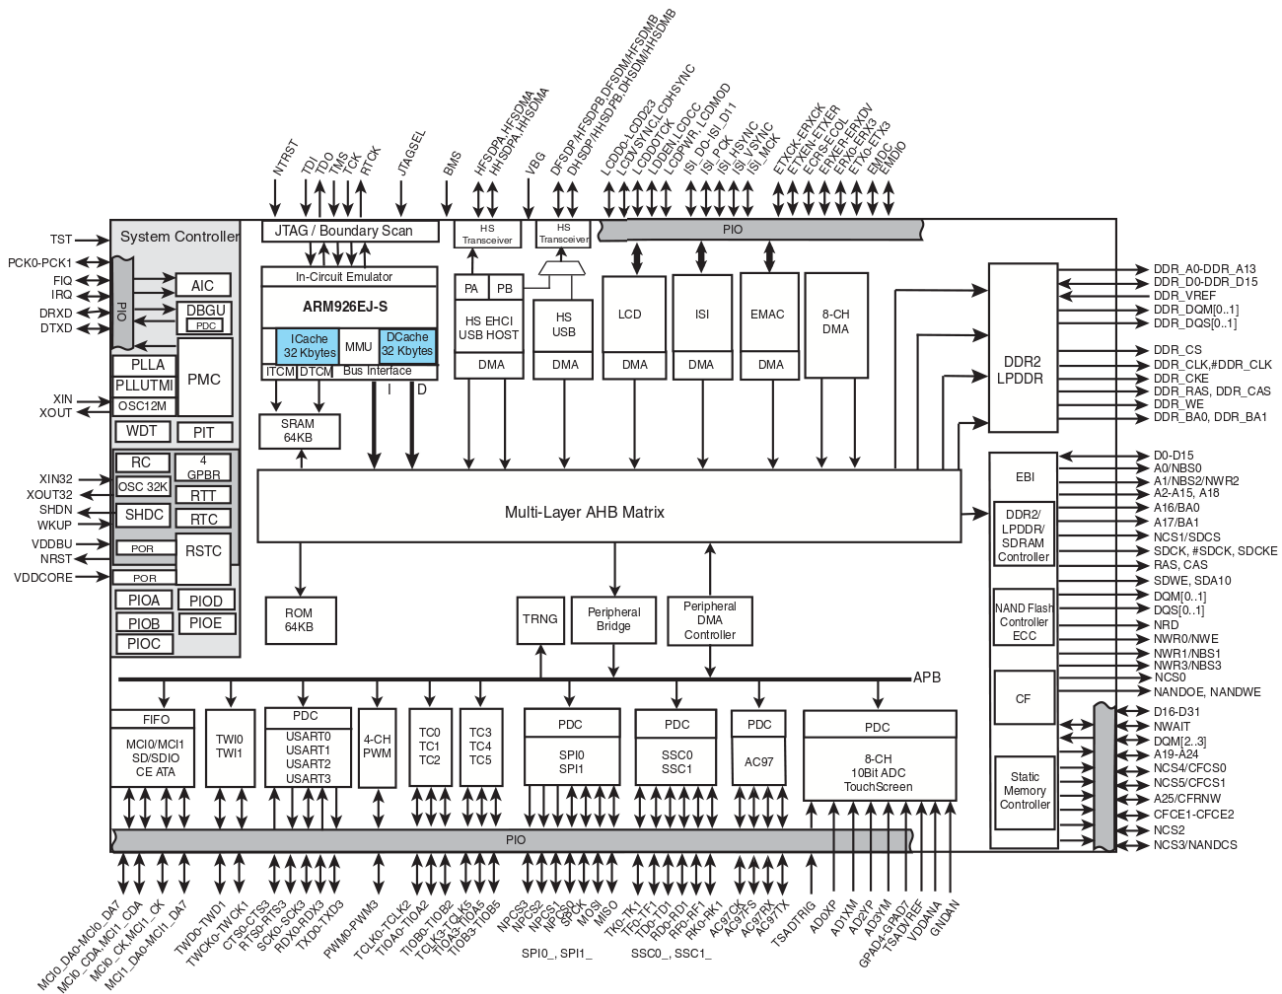 NTRST
TDI
TDO
TMS
TCK
RTCK
JTAGSEL
BMS
HFSDPA,HFSDMA
HHSDPA,HHSDMA
VBG
DFSDP/HFSDPB,DFSDM/HFSDMB
DHSDP/HHSDPB,DHSDM/HHSDMB
LCDD0-LCDD23
LCDVSYNC,LCDHSYNC
LCDDOTCK
LDDEN,LCDCC
LCDPWR, LCDMOD
ISI_DO-ISI_D11
ISI_PCK
ISI_HSYNC
ISI_VSYNC
ISI_MCK
ETXCK-ERXCK
ETXEN-ETXER
ECRS-ECOL
ERXER-ERXDV
ERX0-ERX3
ETX0-ETX3
EMDC
EMDIO
TST
PCK0-PCK1
FIQ
IRQ
DRXD
DTXD
XIN
XOUT
XIN32
XOUT32
SHDN
WKUP
VDDBU
NRST
VDDCORE
System Controller
PIO
AIC
DBGU
PDC
PLLA
PLLUTMI
OSC12M
PMC
WDT
PIT
RC
4
GPBR
OSC 32K
RTT
SHDC
RTC
POR
RSTC
POR
PIOA
PIOD
PIOB
PIOE
PIOC
JTAG / Boundary Scan
In-Circuit Emulator
ARM926EJ-S
ICache
32 Kbytes
MMU
DCache
32 Kbytes
ITCM
DTCM
Bus Interface
I
D
SRAM
64KB
HS
Transceiver
HS
Transceiver
PA
PB
HS EHCI
USB HOST
DMA
HS
USB
DMA
PIO
LCD
DMA
ISI
DMA
EMAC
DMA
8-CH
DMA
Multi-Layer AHB Matrix
ROM
64KB
TRNG
Peripheral
Bridge
Peripheral
DMA
Controller
APB
DDR2
LPDDR
EBI
DDR2/
LPDDR/
SDRAM
Controller
NAND Flash
Controller
ECC
CF
Static
Memory
Controller
DDR_A0-DDR_A13
DDR_D0-DDR_D15
DDR_VREF
DDR_DQM[0..1]
DDR_DQS[0..1]
DDR_CS
DDR_CLK,#DDR_CLK
DDR_CKE
DDR_RAS, DDR_CAS
DDR_WE
DDR_BA0, DDR_BA1
D0-D15
A0/NBS0
A1/NBS2/NWR2
A2-A15, A18
A16/BA0
A17/BA1
NCS1/SDCS
SDCK, #SDCK, SDCKE
RAS, CAS
SDWE, SDA10
DQM[0..1]
DQS[0..1]
NRD
NWR0/NWE
NWR1/NBS1
NWR3/NBS3
NCS0
NANDOE, NANDWE
D16-D31
NWAIT
DQM[2..3]
A19-A24
NCS4/CFCS0
NCS5/CFCS1
A25/CFRNW
CFCE1-CFCE2
NCS2
NCS3/NANDCS
FIFO
MCI0/MCI1
SD/SDIO
CE ATA
TWI0
TWI1
PDC
USART0
USART1
USART2
USART3
4-CH
PWM
TC0
TC1
TC2
TC3
TC4
TC5
PDC
SPI0
SPI1
PDC
SSC0
SSC1
PDC
AC97
PDC
8-CH
10Bit ADC
TouchScreen
PIO
MCI0_DA0-MCI0_DA7
MCI0_CDA,MCI1_CDA
MCI0_CK,MCI1_CK
MCI1_DA0-MCI1_DA7
TWD0-TWD1
TWCK0-TWCK1
CTS0-CTS3
RTS0-RTS3
SCK0-SCK3
RDX0-RDX3
TXD0-TXD3
PWM0-PWM3
TCLK0-TCLK2
TIOA0-TIOA2
TIOB0-TIOB2
TCLK3-TCLK5
TIOA3-TIOA5
TIOB3-TIOB5
NPCS3
NPCS2
NPCS1
NPCS0
SPCK
MOSI
MISO
SPI0_, SPI1_
TK0-TK1
TF0-TF1
TD0-TD1
RD0-RD1
RF0-RF1
RK0-RK1
SSC0_, SSC1_
AC97CK
AC97FS
AC97RX
AC97TX
TSADTRIG
AD0XP
AD1XM
AD2YP
AD3YM
GPAD4-GPAD7
TSADVREF
VDDANA
GNDAN